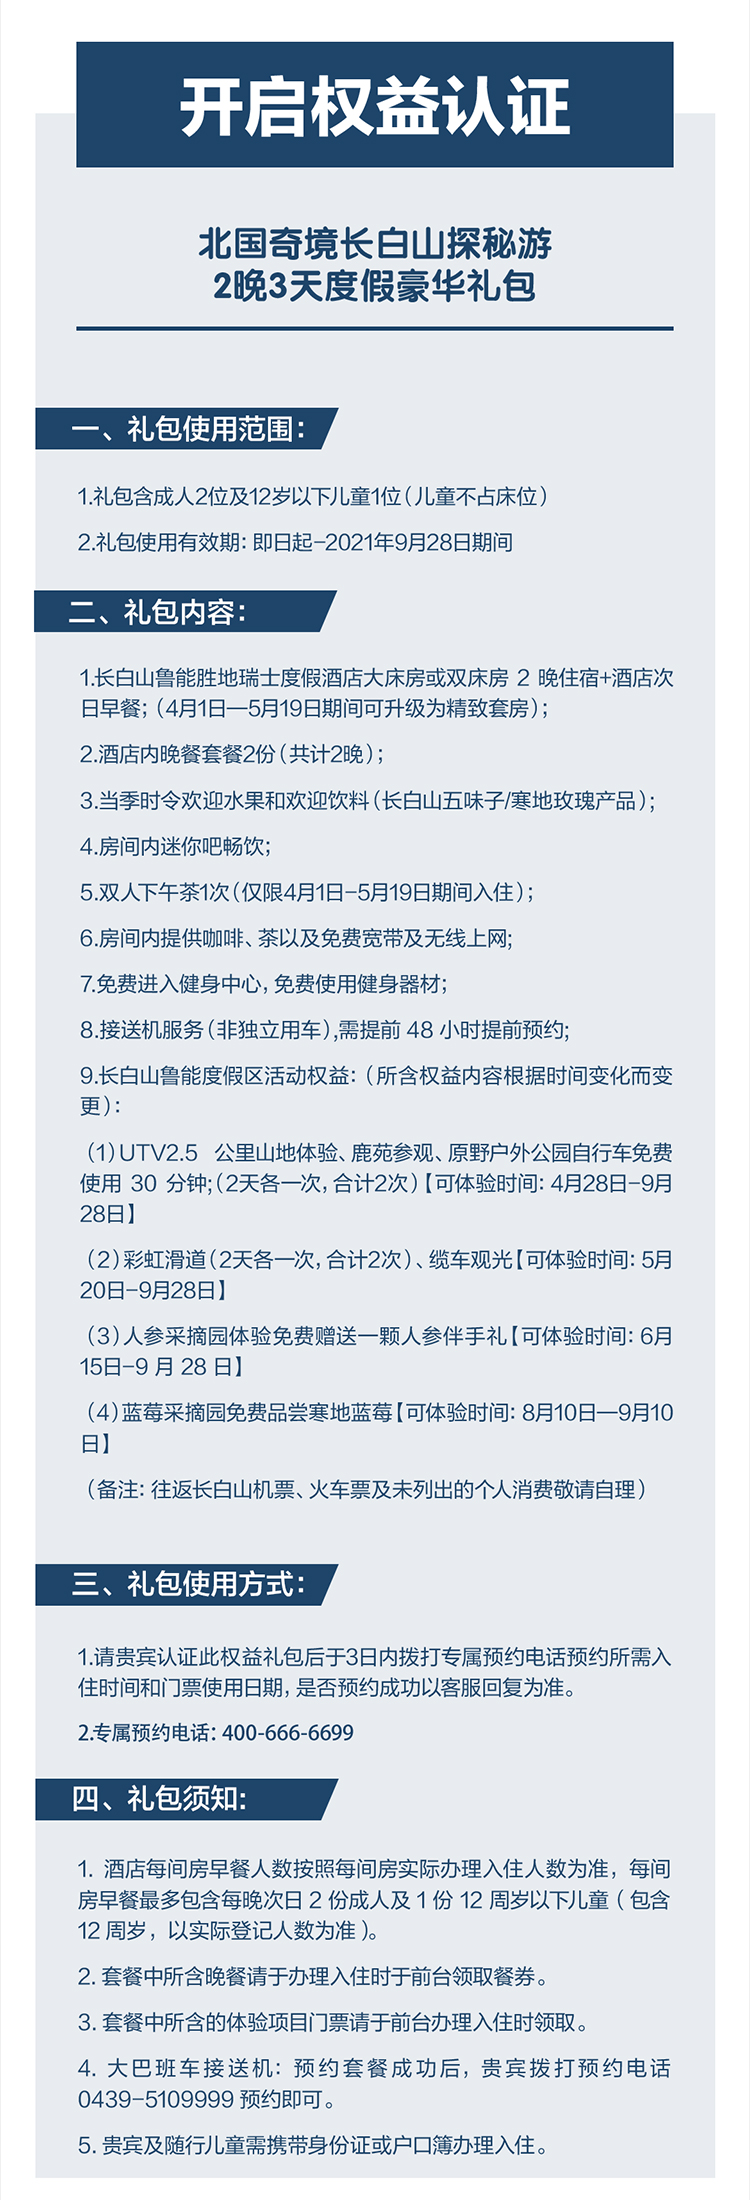 开启权益认证
北国奇境长白山探秘游
2晚3天度假豪华礼包
一、礼包使用范围：
1.礼包含成人2位及12岁以下儿童1位（儿童不占床位）
2.礼包使用有效期：即日起-2021年9月28日期间
二、礼包内容：
1.长白山鲁能胜地瑞士度假酒店大床房或双床房 2 晚住宿+酒店次
日早餐；（4月1日—5月19日期间可升级为精致套房）；
2.酒店内晚餐套餐2份（共计2晚）；
3.当季时令欢迎水果和欢迎饮料（长白山五味子/寒地玫瑰产品）；
4.房间内迷你吧畅饮；
5.双人下午茶1次（仅限4月1日-5月19日期间入住）；
6.房间内提供咖啡、茶以及免费宽带及无线上网；
7.免费进入健身中心，免费使用健身器材；
8.接送机服务（非独立用车）,需提前 48 小时提前预约;
9.长白山鲁能度假区活动权益：（所含权益内容根据时间变化而变
更）：
（1）UTV2.5 公里山地体验、鹿苑参观、原野户外公园自行车免费
使用 30 分钟;（2天各一次，合计2次）【可体验时间：4月28日-9月
28日】
（2）彩虹滑道（2天各一次，合计2次）、缆车观光【可体验时间：5月
20日-9月28日】
（3）人参采摘园体验免费赠送一颗人参伴手礼【可体验时间：6月
15日-9 月 28 日】
（4）蓝莓采摘园免费品尝寒地蓝莓【可体验时间：8月10日—9月10
日】
（备注：往返长白山机票、火车票及未列出的个人消费敬请自理）
三、礼包使用方式：
1.请贵宾认证此权益礼包后于3日内拨打专属预约电话预约所需入
住时间和门票使用日期，是否预约成功以客服回复为准。
2.专属预约电话：400-666-6699
四、礼包须知:
1. 酒店每间房早餐人数按照每间房实际办理入住人数为准，每间
房早餐最多包含每晚次日 2 份成人及 1 份 12 周岁以下儿童（包含
12 周岁，以实际登记人数为准）。
2. 套餐中所含晚餐请于办理入住时于前台领取餐券。
3. 套餐中所含的体验项目门票请于前台办理入住时领取。
4. 大巴班车接送机：预约套餐成功后，贵宾拨打预约电话
0439-5109999 预约即可。
5. 贵宾及随行儿童需携带身份证或户口簿办理入住。